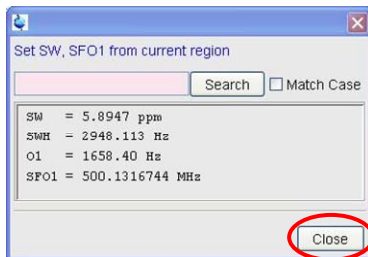 Set SW, SFO1 from current region
Search Match Case
SW = 5.8947 ppm
SWH = 2948.113 Hz
O1 = 1658.40 Hz
SFO1 = 500.1316744 MHz
Close